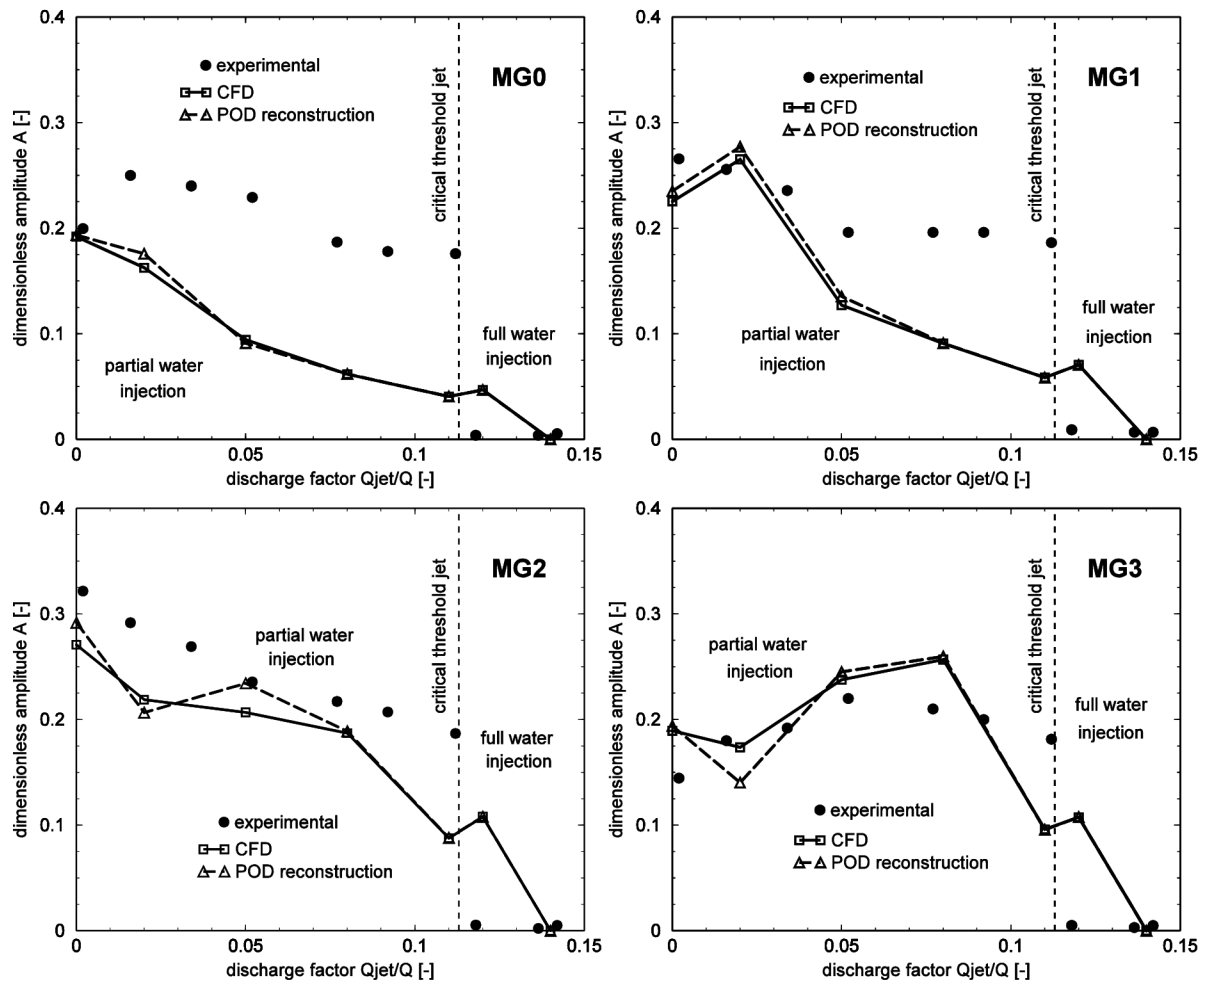 0.4
0.3
0.2
0.1
0
dimensionless amplitude A [-]
experimental
CFD
POD reconstruction
critical threshold jet
MG0
partial water
injection
full water
injection
0
0.05
0.1
0.15
discharge factor Qjet/Q [-]
0.4
0.3
0.2
0.1
0
dimensionless amplitude A [-]
experimental
CFD
POD reconstruction
critical threshold jet
MG1
partial water
injection
full water
injection
0
0.05
0.1
0.15
discharge factor Qjet/Q [-]
0.4
0.3
0.2
0.1
0
dimensionless amplitude A [-]
critical threshold jet
MG2
partial water
injection
full water
injection
experimental
CFD
POD reconstruction
0
0.05
0.1
0.15
discharge factor Qjet/Q [-]
0.4
0.3
0.2
0.1
0
dimensionless amplitude A [-]
critical threshold jet
MG3
partial water
injection
full water
injection
experimental
CFD
POD reconstruction
0
0.05
0.1
0.15
discharge factor Qjet/Q [-]